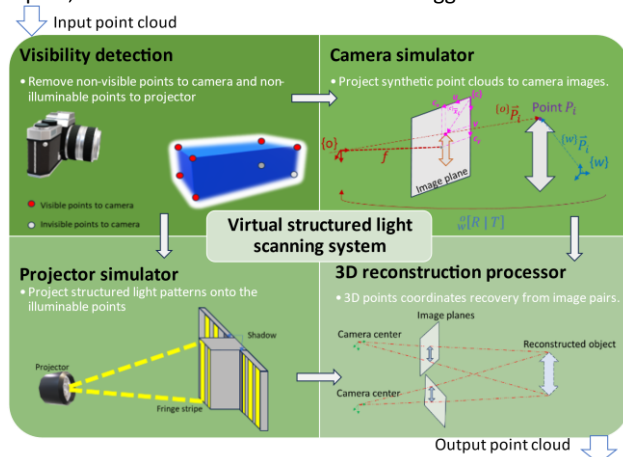 Input point cloud
Visibility detection
• Remove non-visible points to camera and non-
illuminable points to projector
Visible points to camera
Invisible points to camera
Camera simulator
• Project synthetic point clouds to camera images.
Point P_i
{o}P_i
{w}P_i
{o}
{c}
{w}
f
Image plane
o_w[R | T]
Virtual structured light
scanning system
Projector simulator
• Project structured light patterns onto the
illuminable points
Shadow
Projector
Fringe stripe
3D reconstruction processor
• 3D points coordinates recovery from image pairs.
Image planes
Camera center
Reconstructed object
Camera center
Output point cloud